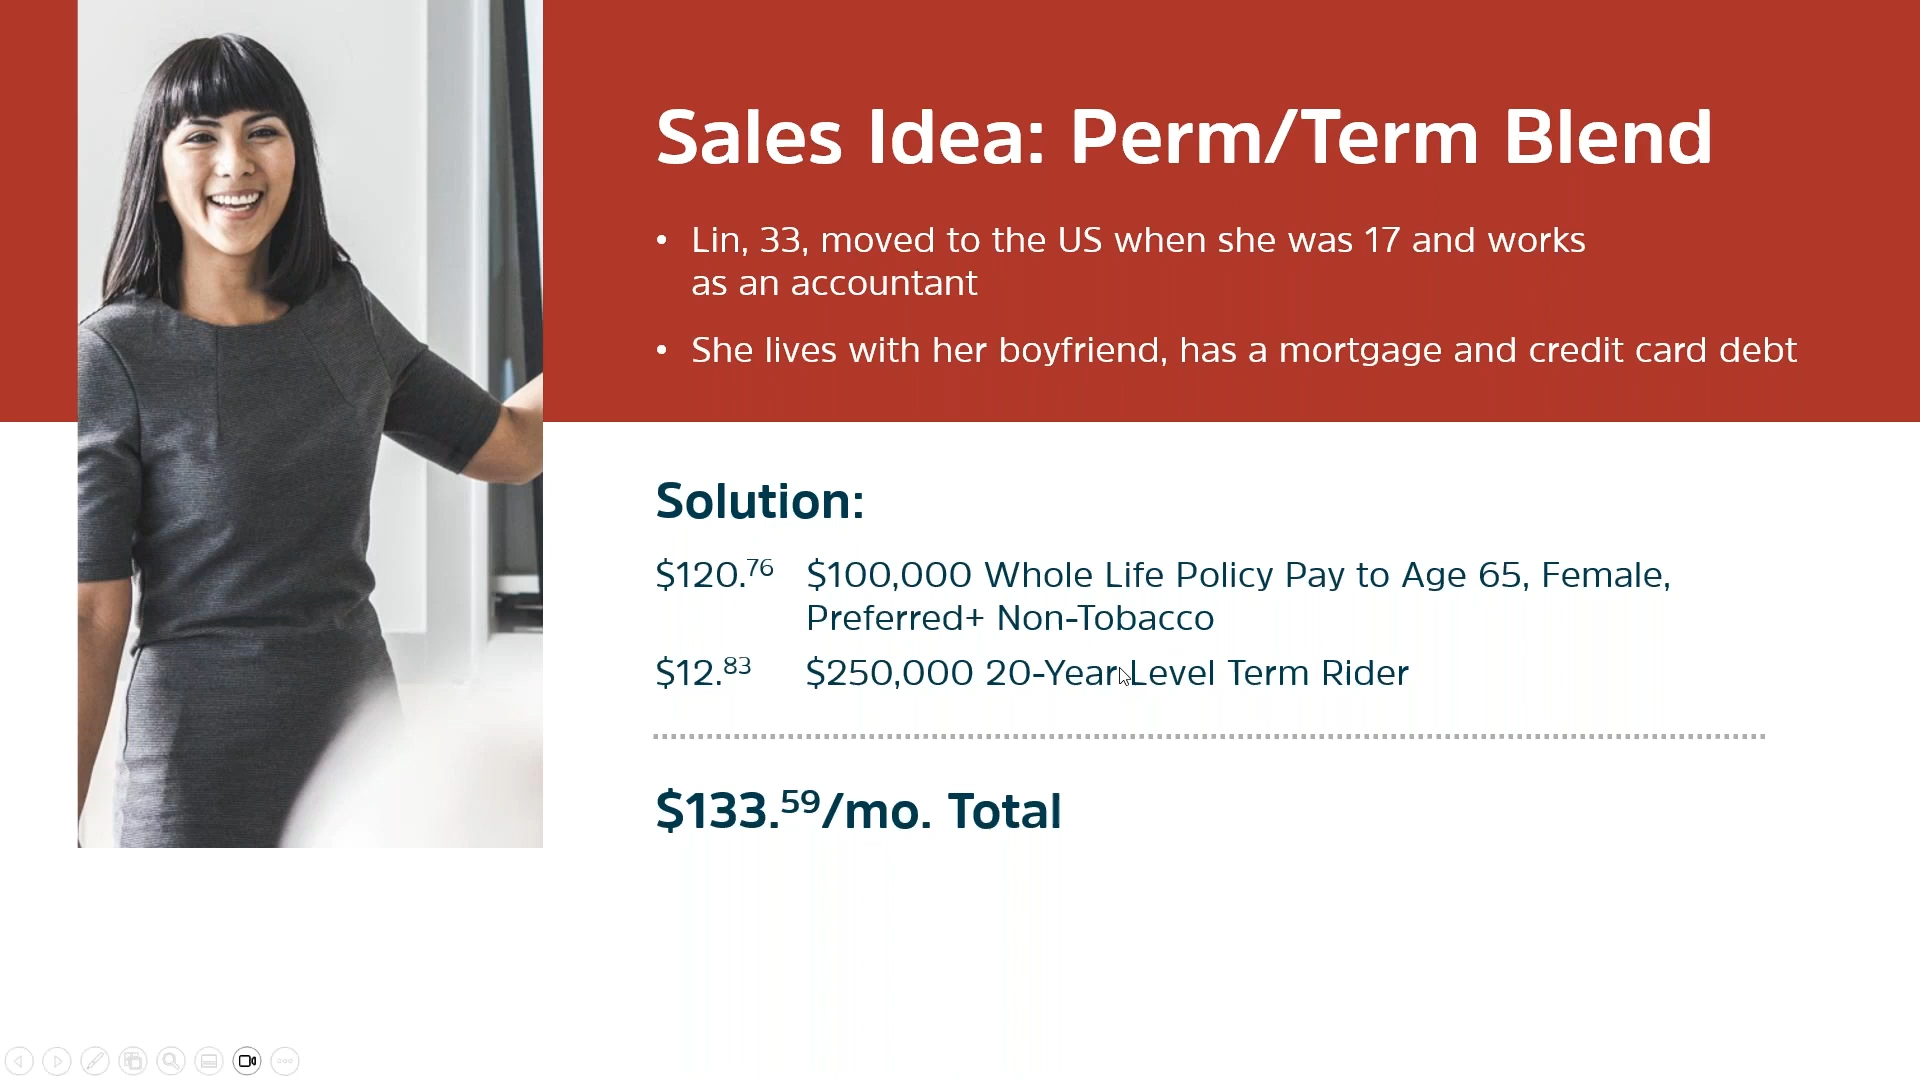 Sales Idea: Perm/Term Blend
• Lin, 33, moved to the US when she was 17 and works
as an accountant
• She lives with her boyfriend, has a mortgage and credit card debt
Solution:
$120.76 $100,000 Whole Life Policy Pay to Age 65, Female,
Preferred+ Non-Tobacco
$12.83 $250,000 20-Year Level Term Rider
$133.59/mo. Total